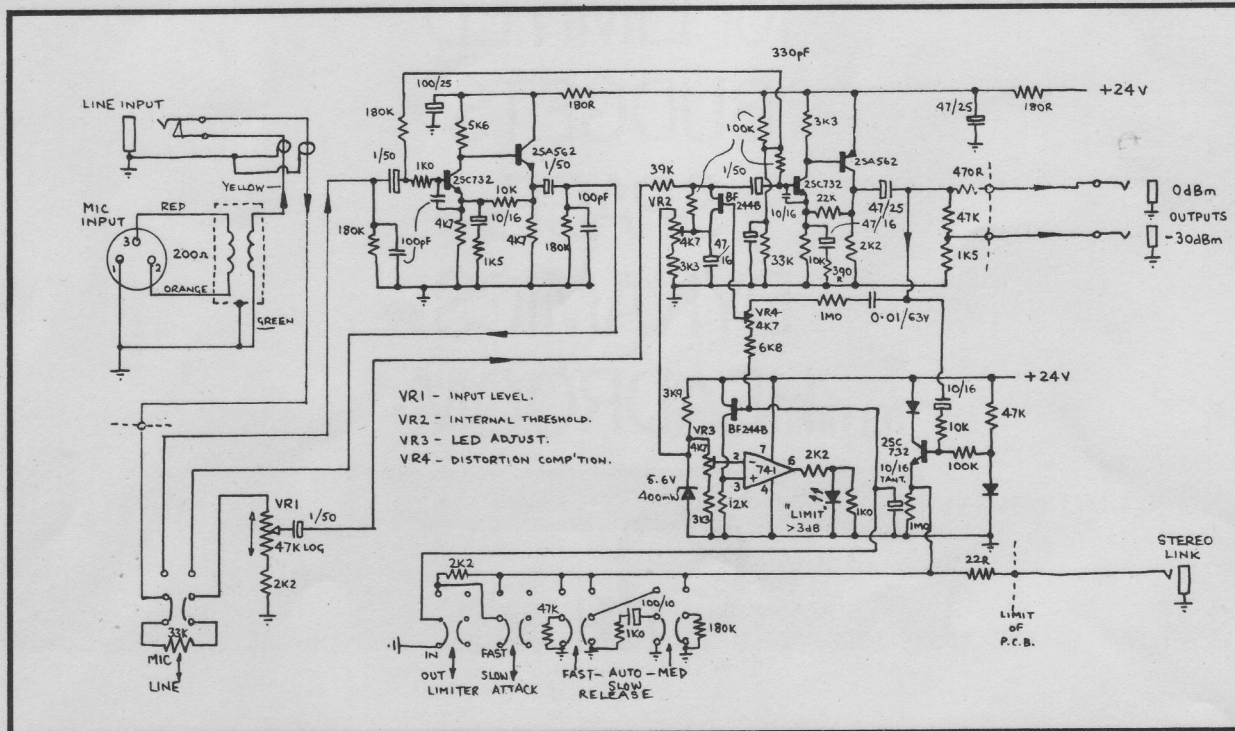 330pF
100/25
180R
+24V
47/25
180R
LINE INPUT
180K
5K6
100K
3K3
2SA562
2SA562
1/50
1K0
2SC732
1/50
39K
1/50
2SC732
470R
0dBm
YELLOW
MIC INPUT
RED
10K
100pF
VR2
BF 244B
22K
10/16
47/25
47K
OUTPUTS
4K7
10/16
4K7
180K
4K7
47/16
47/16
-30dBm
180K
100pF
3
200Ω
1
2
1K5
3K3
33K
10K
390R
2K2
1K5
ORANGE
GREEN
VR4
4K7
1M0
0.01/63V
6K8
+24V
VR1 - INPUT LEVEL.
VR2 - INTERNAL THRESHOLD.
VR3 - LED ADJUST.
VR4 - DISTORTION COMP'TION.
3K9
BF244B
10/16
47K
VR3
4K7
10K
2SC 732
7
2
-
741
6
2K2
100K
3
+
4
10/16 TANT.
5.6V
400mW
12K
"LIMIT"
>3dB
1K0
3K3
1M0
VR1
1/50
47K LOG
2K2
STEREO LINK
2K2
22R
33K
MIC
LINE
47K
100/10
1K0
180K
LIMIT OF P.C.B.
IN
FAST
OUT
SLOW
FAST - AUTO - MED
LIMITER
ATTACK
SLOW
RELEASE